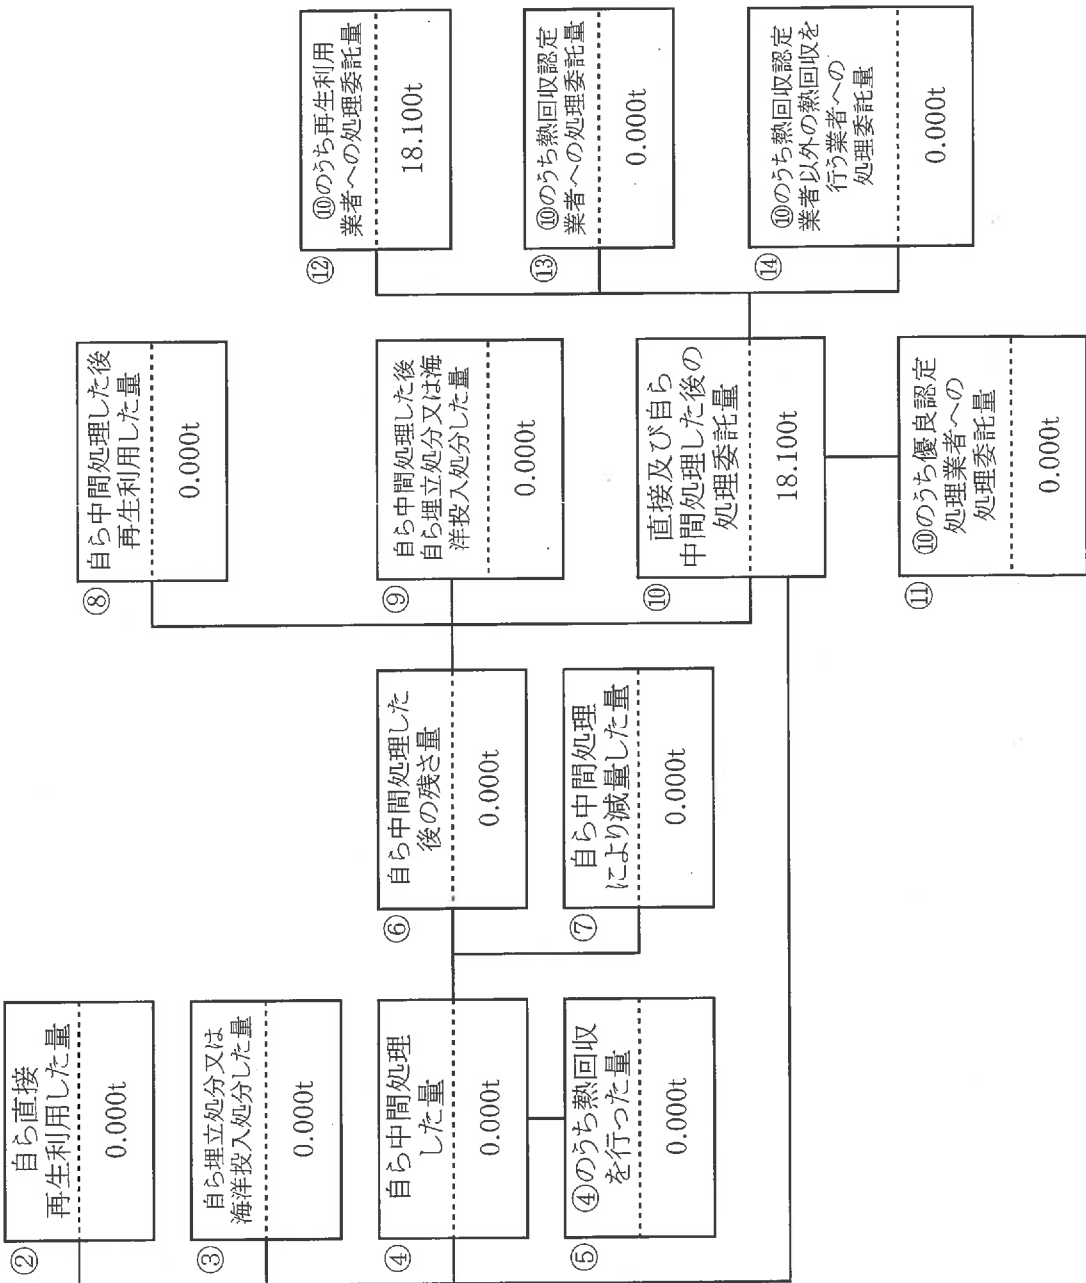 ②
自ら直接
再生利用した量
0.000t
③
自ら埋立処分又は
海洋投入処分した量
0.000t
④
自ら中間処理
した量
0.000t
⑤
④のうち熱回収
を行った量
0.000t
⑥
自ら中間処理した
後の残さ量
0.000t
⑦
自ら中間処理
により減量した量
0.000t
⑧
自ら中間処理した後
再生利用した量
0.000t
⑨
自ら中間処理した後
自ら埋立処分又は海
洋投入処分した量
0.000t
⑩
直接及び自ら
中間処理した後の
処理委託量
18.100t
⑪
⑩のうち優良認定
処理業者への
処理委託量
0.000t
⑫
⑩のうち再生利用
業者への処理委託量
18.100t
⑬
⑩のうち熱回収認定
業者への処理委託量
0.000t
⑭
⑩のうち熱回収認定
業者以外の熱回収を
行う業者への
処理委託量
0.000t